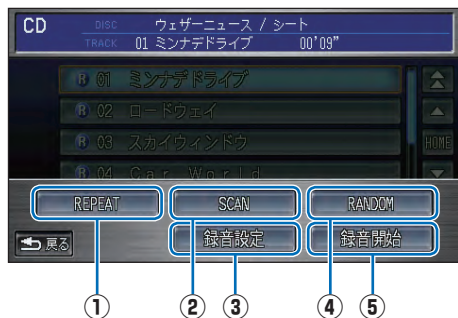 CD DISC ウェザーニュース / シート
TRACK 01 ミンナデドライブ 00'09"
R 01 ミンナデドライブ
R 02 ロードウェイ
R 03 スカイウィンドウ HOME
R 04 Car World
REPEAT SCAN RANDOM
戻る 録音設定 録音開始
① ② ③ ④ ⑤